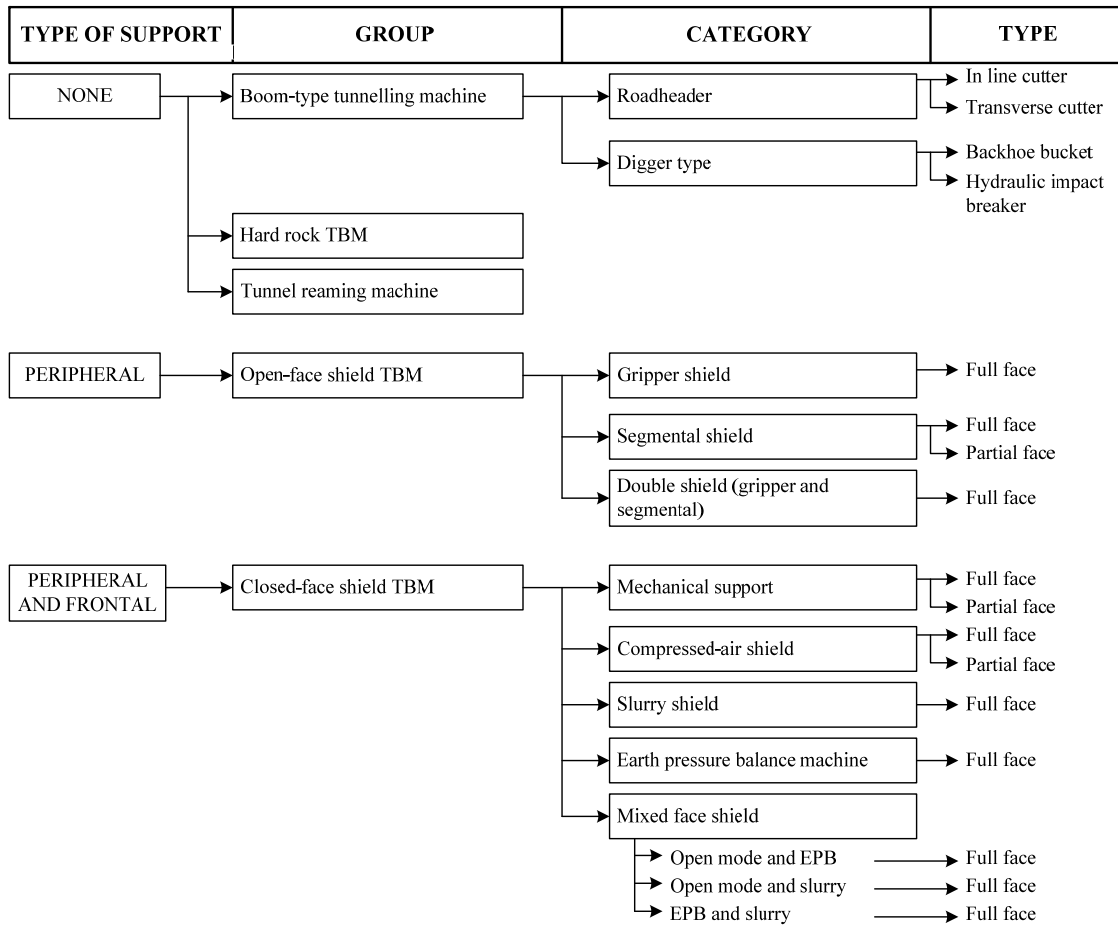 TYPE OF SUPPORT GROUP CATEGORY TYPE
NONE Boom-type tunnelling machine Roadheader In line cutter
Transverse cutter
Digger type Backhoe bucket
Hydraulic impact
breaker
Hard rock TBM
Tunnel reaming machine
PERIPHERAL Open-face shield TBM Gripper shield Full face
Segmental shield Full face
Partial face
Double shield (gripper and
segmental) Full face
PERIPHERAL
AND FRONTAL Closed-face shield TBM Mechanical support Full face
Partial face
Compressed-air shield Full face
Partial face
Slurry shield Full face
Earth pressure balance machine Full face
Mixed face shield
Open mode and EPB Full face
Open mode and slurry Full face
EPB and slurry Full face